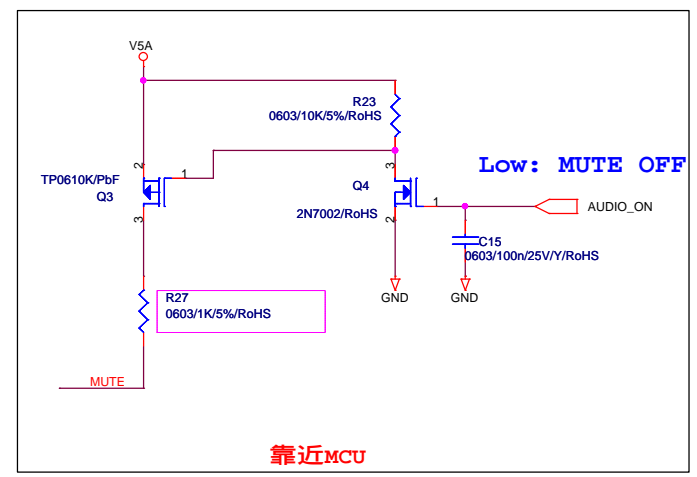 V5A
R23
0603/10K/5%/RoHS
Low: MUTE OFF
2
1
3
TP0610K/PbF
Q3
Q4
2N7002/RoHS
1
AUDIO_ON
3
2
C15
0603/100n/25V/Y/RoHS
GND
GND
R27
0603/1K/5%/RoHS
MUTE
靠近MCU